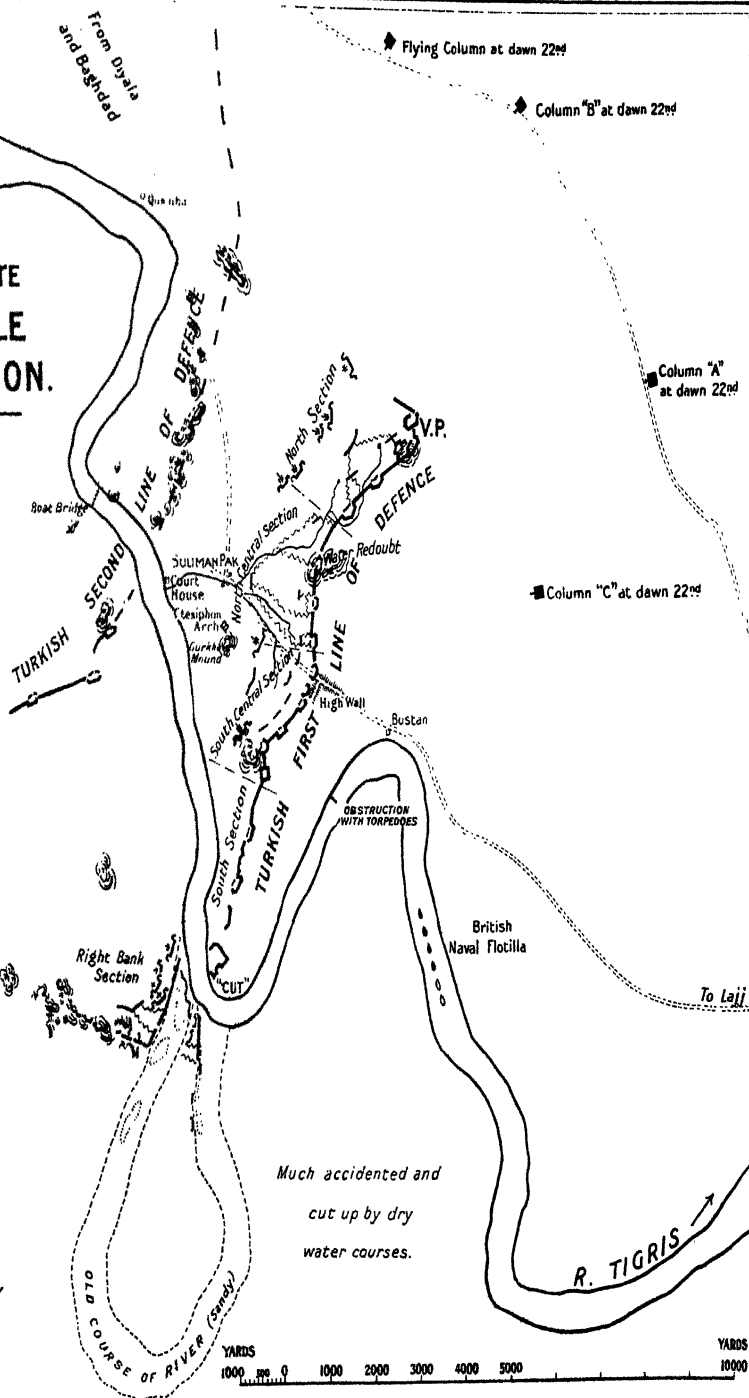 From Diyala
and Baghdad
Flying Column at dawn 22nd
Column "B" at dawn 22nd
TE
LE
ON.
Column "A"
at dawn 22nd
North Section
V.P.
Boat Bridge
TURKISH SECOND LINE OF DEFENCE
North Central Section
Water Redoubt
SULIMAN PAK
Court
House
Ctesiphon
Arch
Gurkha
Mound
Column "C" at dawn 22nd
South Central Section
High Wall
Bustan
TURKISH FIRST LINE OF DEFENCE
OBSTRUCTION
WITH TORPEDOES
South Section
British
Naval Flotilla
Right Bank
Section
"CUT"
To Lajj
Much accidented and
cut up by dry
water courses.
R. TIGRIS
OLD COURSE OF RIVER (Sandy)
YARDS
1000 500 0 1000 2000 3000 4000 5000
YARDS
10000